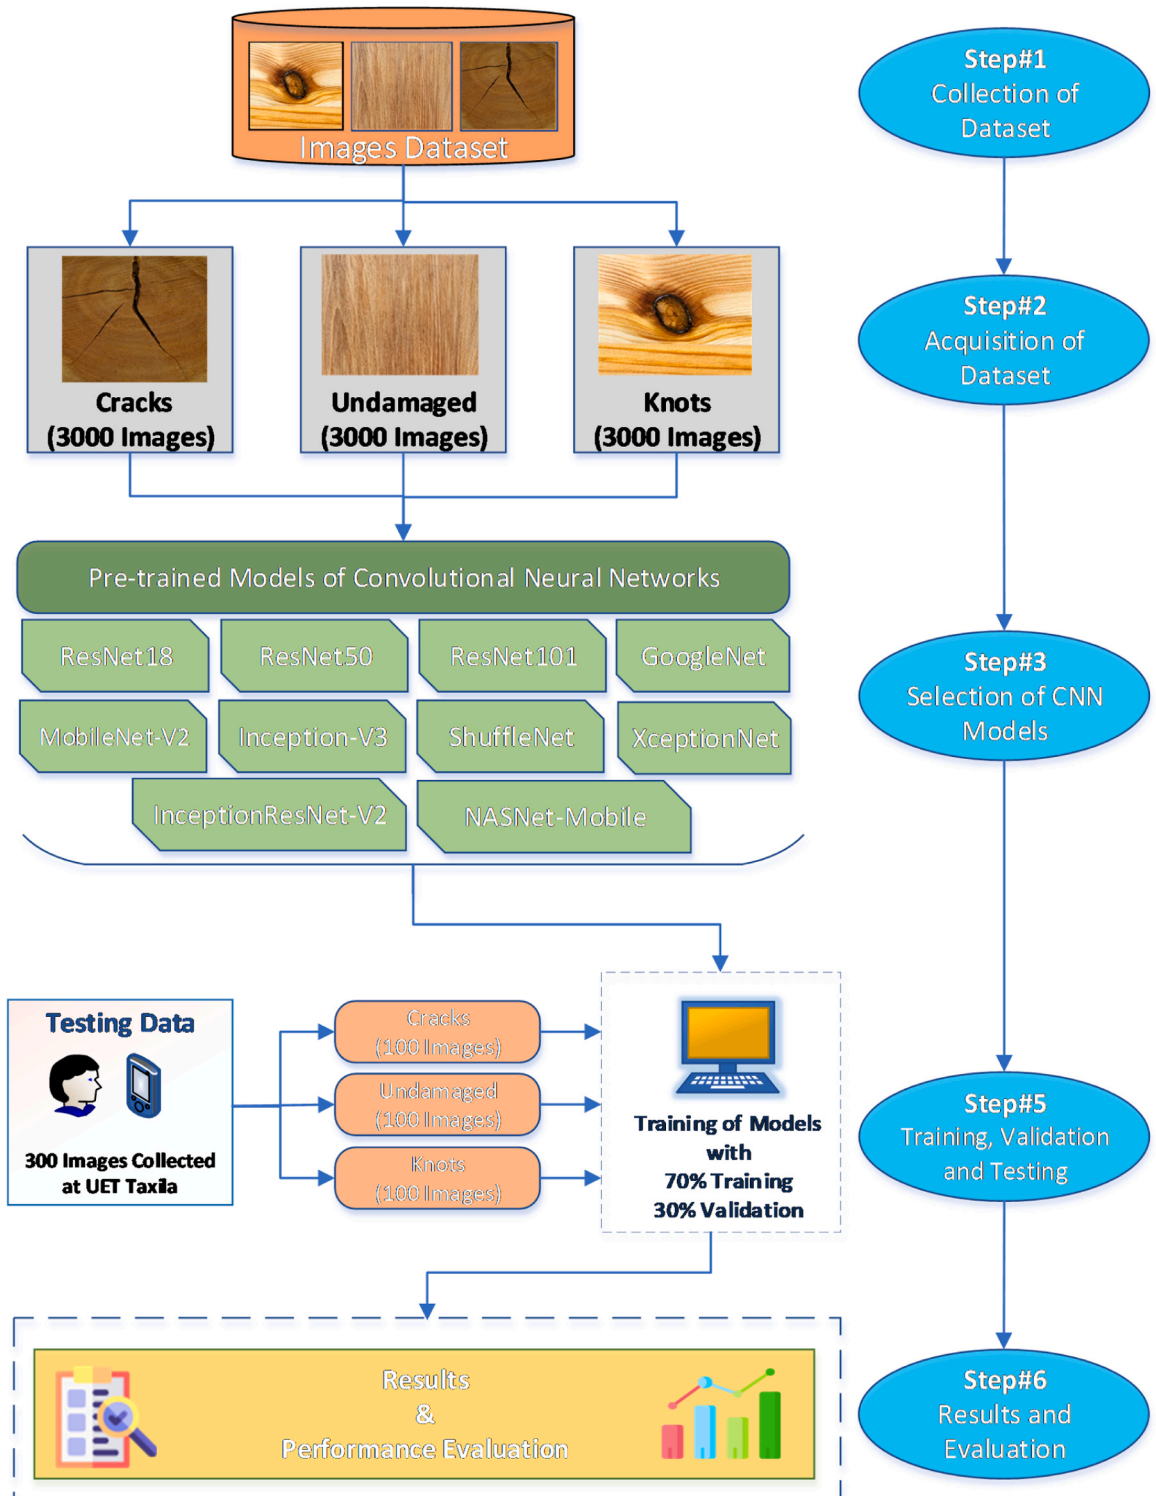 Images Dataset
Cracks
(3000 Images)
Undamaged
(3000 Images)
Knots
(3000 Images)
Pre-trained Models of Convolutional Neural Networks
ResNet18
ResNet50
ResNet101
GoogleNet
MobileNet-V2
Inception-V3
ShuffleNet
XceptionNet
InceptionResNet-V2
NASNet-Mobile
Testing Data
300 Images Collected
at UET Taxila
Cracks
(100 Images)
Undamaged
(100 Images)
Knots
(100 Images)
Training of Models
with
70% Training
30% Validation
Results
&
Performance Evaluation
Step#1
Collection of
Dataset
Step#2
Acquisition of
Dataset
Step#3
Selection of CNN
Models
Step#5
Training, Validation
and Testing
Step#6
Results and
Evaluation